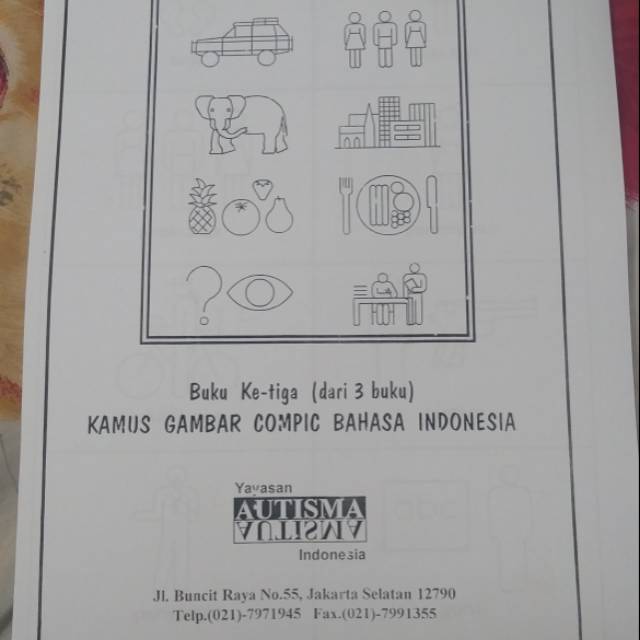 Buku Ke-tiga (dari 3 buku)
KAMUS GAMBAR COMPIC BAHASA INDONESIA
Yayasan
AUTISMA
AUTISMA
Indonesia
Jl. Buncit Raya No.55, Jakarta Selatan 12790
Telp.(021)-7971945 Fax.(021)-7991355